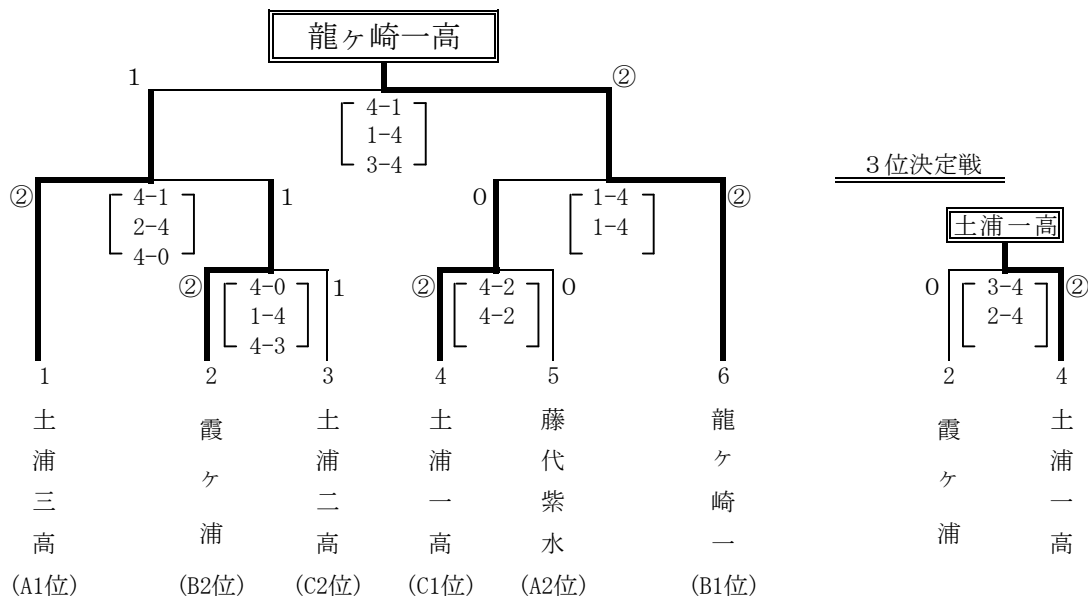 龍ヶ崎一高
1
②
4-1
1-4
3-4
３位決定戦
②
4-1
2-4
4-0
1
0
1-4
1-4
②
土浦一高
②
4-0
1-4
4-3
1
②
4-2
4-2
0
0
3-4
2-4
②
1
2
3
4
5
6
2
4
土浦三高
霞ヶ浦
土浦二高
土浦一高
藤代紫水
龍ケ崎一
霞ヶ浦
土浦一高
(A1位)
(B2位)
(C2位)
(C1位)
(A2位)
(B1位)